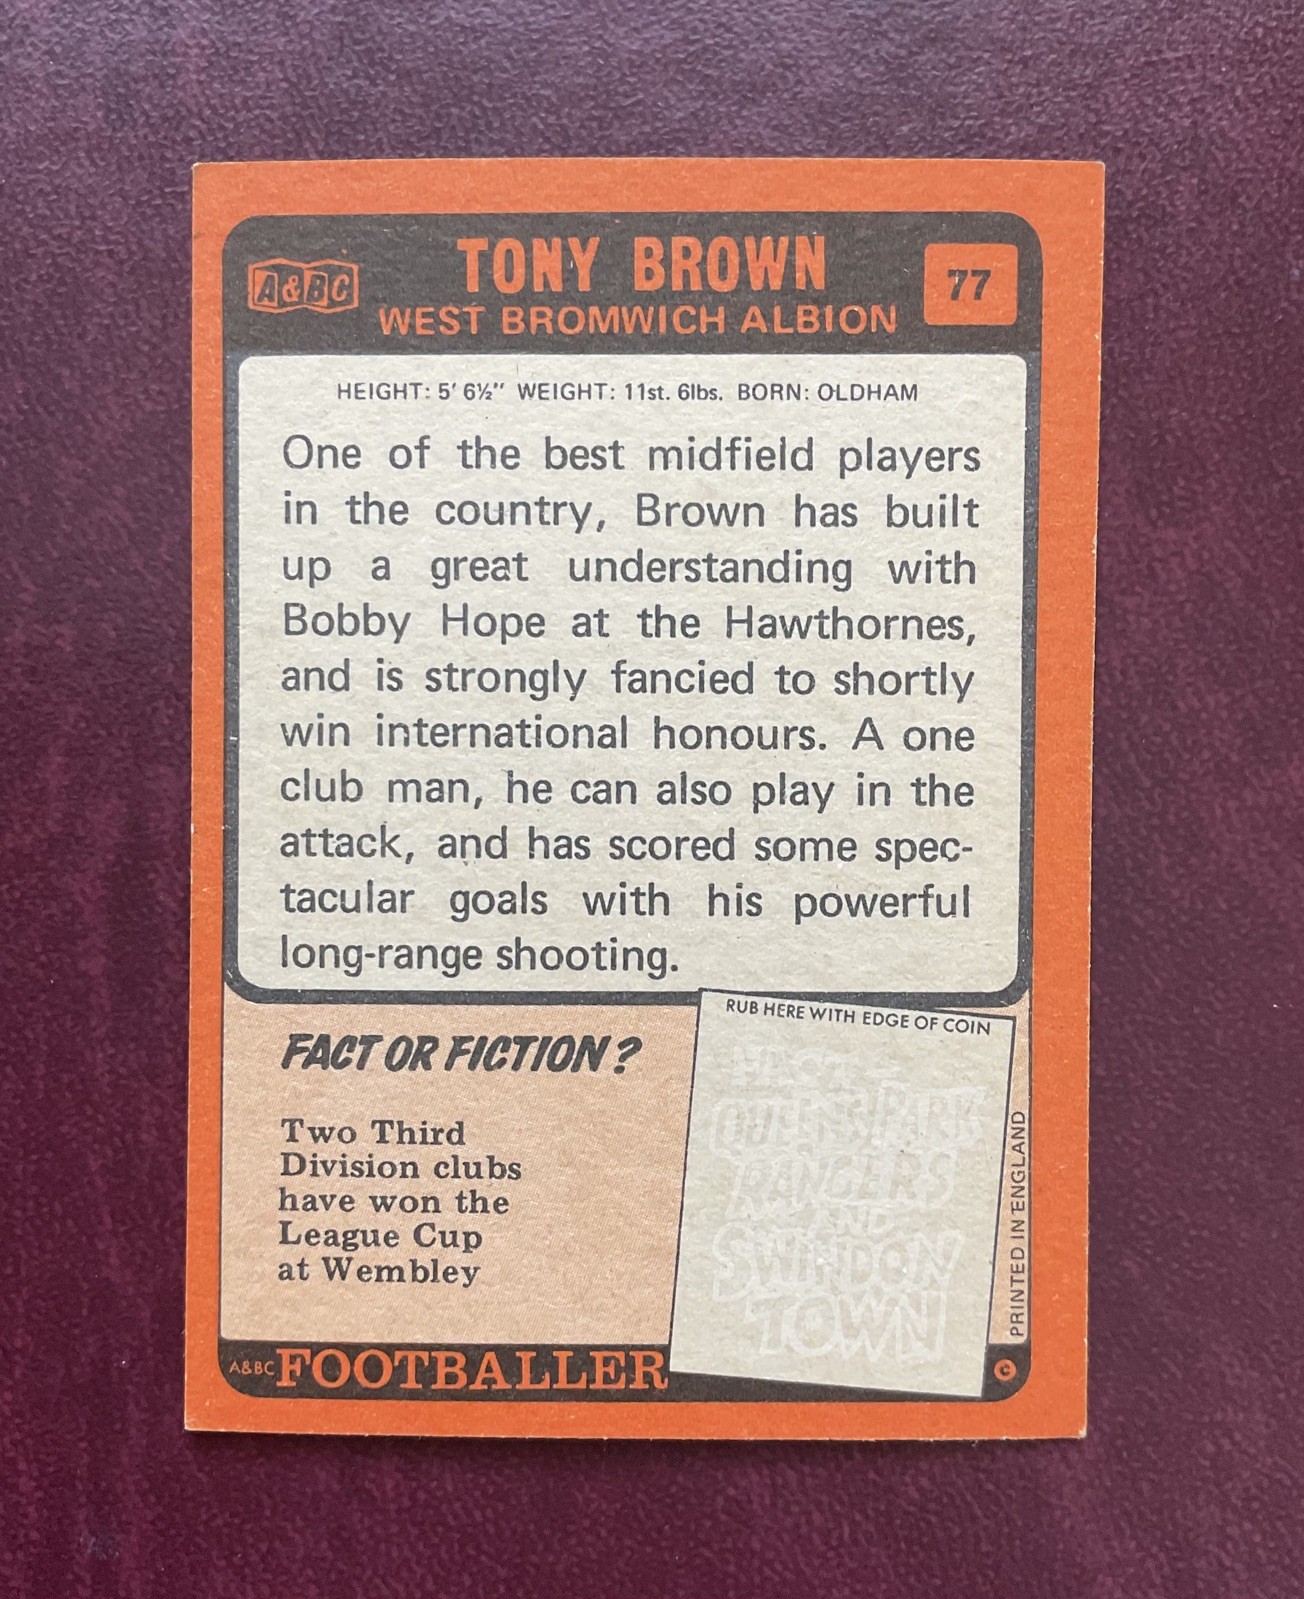 A&BC
TONY BROWN
77
WEST BROMWICH ALBION
HEIGHT: 5' 6½" WEIGHT: 11st. 6lbs. BORN: OLDHAM
One of the best midfield players
in the country, Brown has built
up a great understanding with
Bobby Hope at the Hawthornes,
and is strongly fancied to shortly
win international honours. A one
club man, he can also play in the
attack, and has scored some spec-
tacular goals with his powerful
long-range shooting.
FACT OR FICTION?
Two Third
Division clubs
have won the
League Cup
at Wembley
RUB HERE WITH EDGE OF COIN
FACT-
QUEENS PARK
RANGERS
AND
SWINDON
TOWN
PRINTED IN ENGLAND
A&BC FOOTBALLER
©